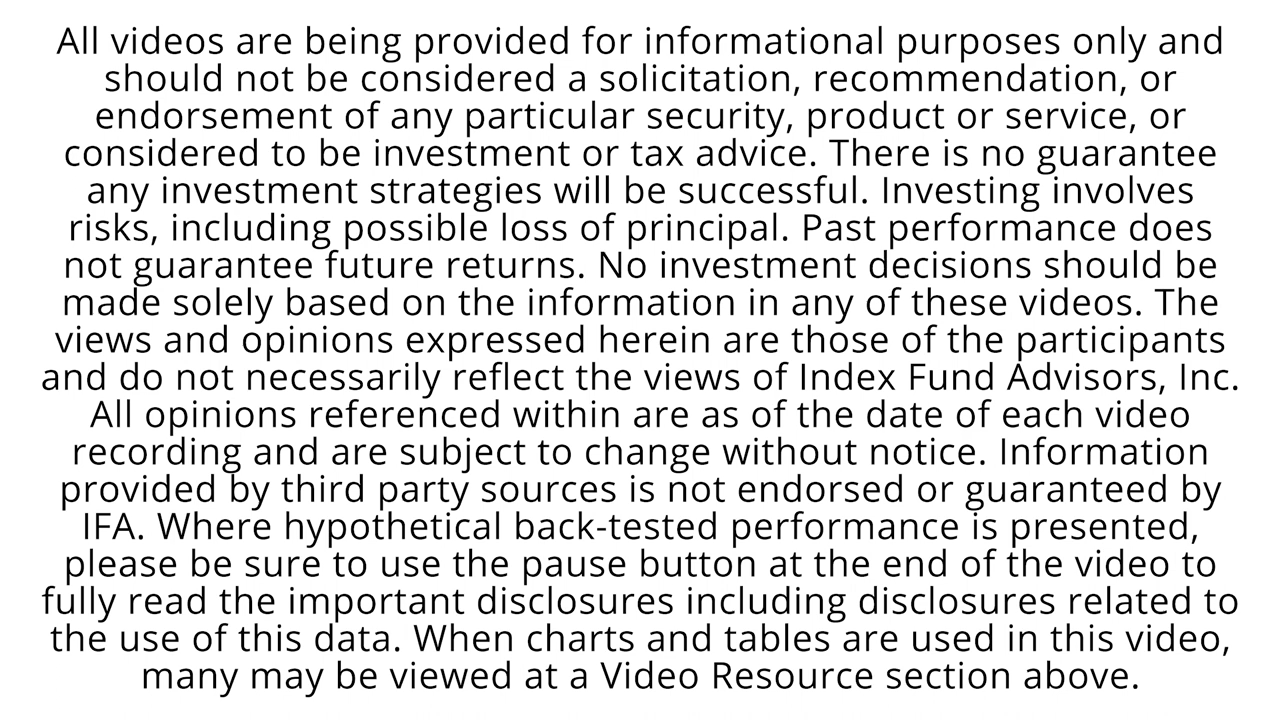 All videos are being provided for informational purposes only and
should not be considered a solicitation, recommendation, or
endorsement of any particular security, product or service, or
considered to be investment or tax advice. There is no guarantee
any investment strategies will be successful. Investing involves
risks, including possible loss of principal. Past performance does
not guarantee future returns. No investment decisions should be
made solely based on the information in any of these videos. The
views and opinions expressed herein are those of the participants
and do not necessarily reflect the views of Index Fund Advisors, Inc.
All opinions referenced within are as of the date of each video
recording and are subject to change without notice. Information
provided by third party sources is not endorsed or guaranteed by
IFA. Where hypothetical back-tested performance is presented,
please be sure to use the pause button at the end of the video to
fully read the important disclosures including disclosures related to
the use of this data. When charts and tables are used in this video,
many may be viewed at a Video Resource section above.